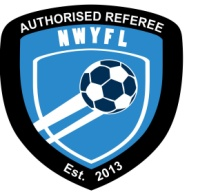 AUTHORISED REFEREE
NWYFL
Est. 2013